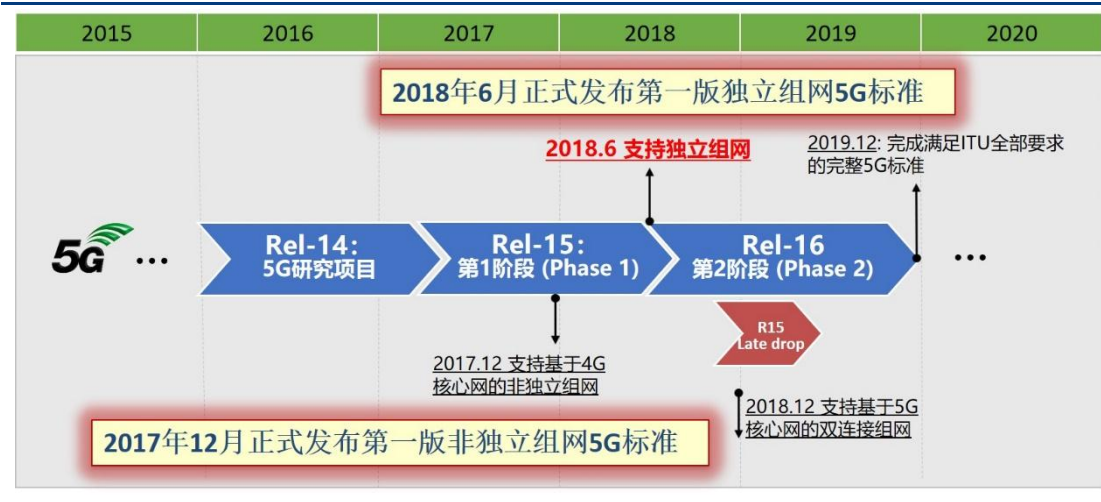 2015 2016 2017 2018 2019 2020
2018年6月正式发布第一版独立组网5G标准
2018.6 支持独立组网
2019.12: 完成满足ITU全部要求
的完整5G标准
5G ...
Rel-14:
5G研究项目
Rel-15:
第1阶段 (Phase 1)
Rel-16
第2阶段 (Phase 2)
...
R15
Late drop
2017.12 支持基于4G
核心网的非独立组网
2018.12 支持基于5G
核心网的双连接组网
2017年12月正式发布第一版非独立组网5G标准